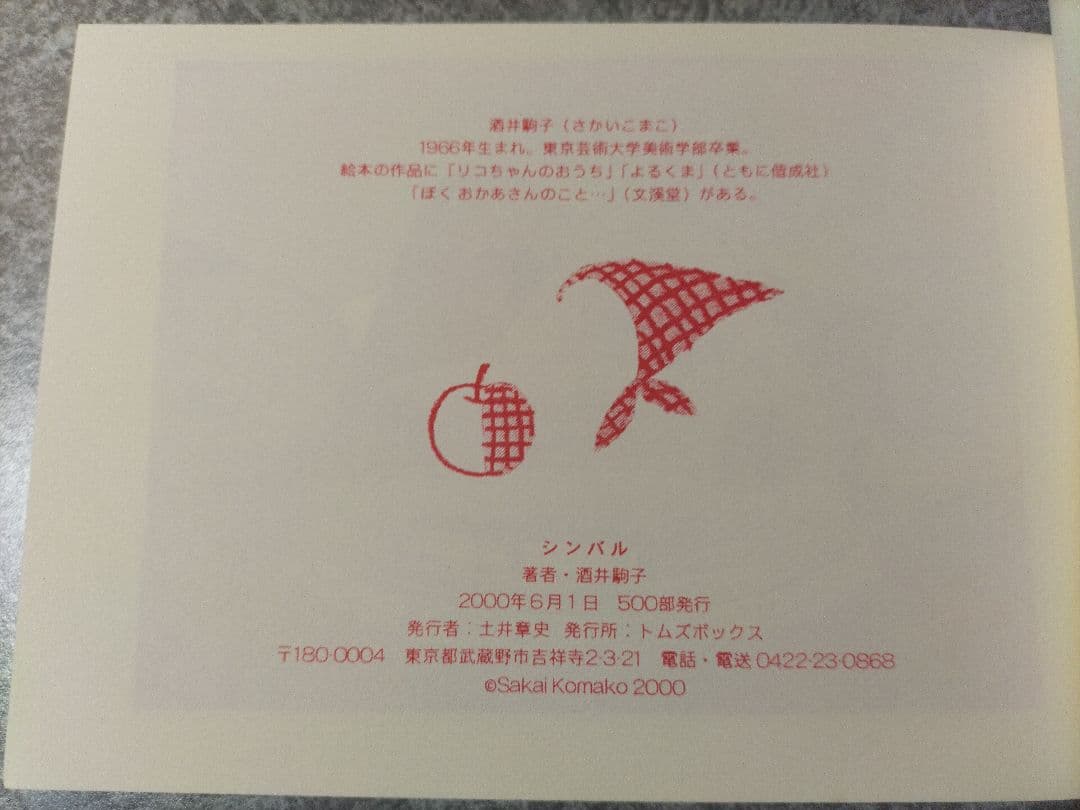 酒井駒子（さかいこまこ）
1966年生まれ。東京芸術大学美術学部卒業。
絵本の作品に「リコちゃんのおうち」「よるくま」（ともに偕成社）
「ぼく おかあさんのこと…」（文溪堂）がある。
シンバル
著者・酒井駒子
2000年6月1日　500部発行
発行者：土井章史　発行所：トムズボックス
〒180-0004　東京都武蔵野市吉祥寺2-3-21　電話・電送 0422-23-0868
©Sakai Komako 2000